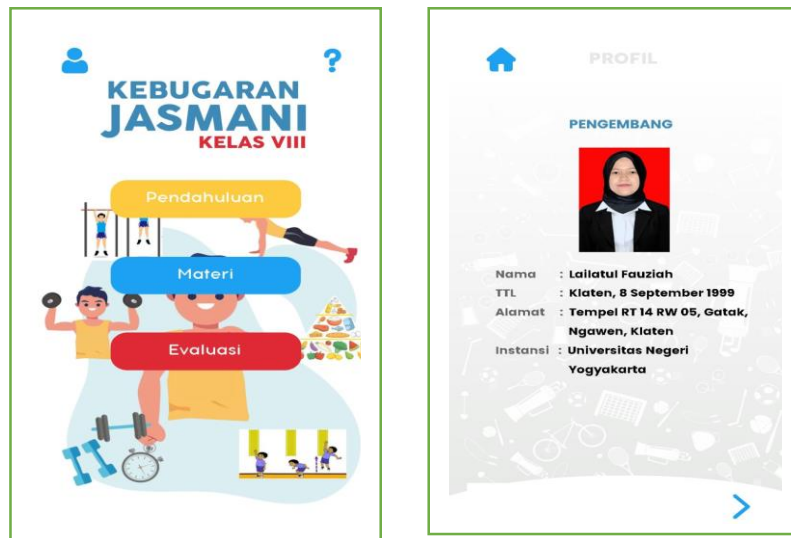 ?
KEBUGARAN
JASMANI
KELAS VIII
Pendahuluan
Materi
Evaluasi
PROFIL
PENGEMBANG
Nama : Lailatul Fauziah
TTL : Klaten, 8 September 1999
Alamat : Tempel RT 14 RW 05, Gatak,
Ngawen, Klaten
Instansi : Universitas Negeri
Yogyakarta